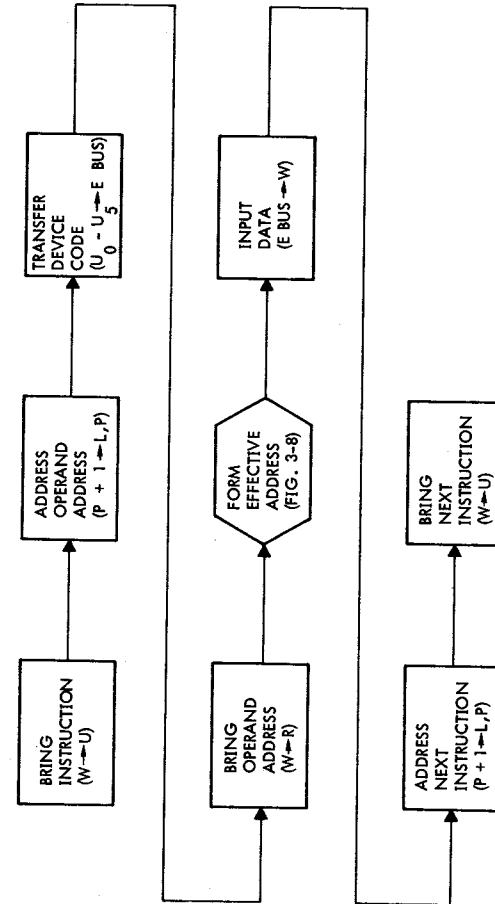 BRING
INSTRUCTION
(W→U)
ADDRESS
OPERAND
ADDRESS
(P + 1→L,P)
TRANSFER
DEVICE
CODE
(U₀ - U₅→E BUS)
BRING
OPERAND
ADDRESS
(W→R)
FORM
EFFECTIVE
ADDRESS
(FIG. 3-8)
INPUT
DATA
(E BUS→W)
ADDRESS
NEXT
INSTRUCTION
(P + 1→L,P)
BRING
NEXT
INSTRUCTION
(W→U)